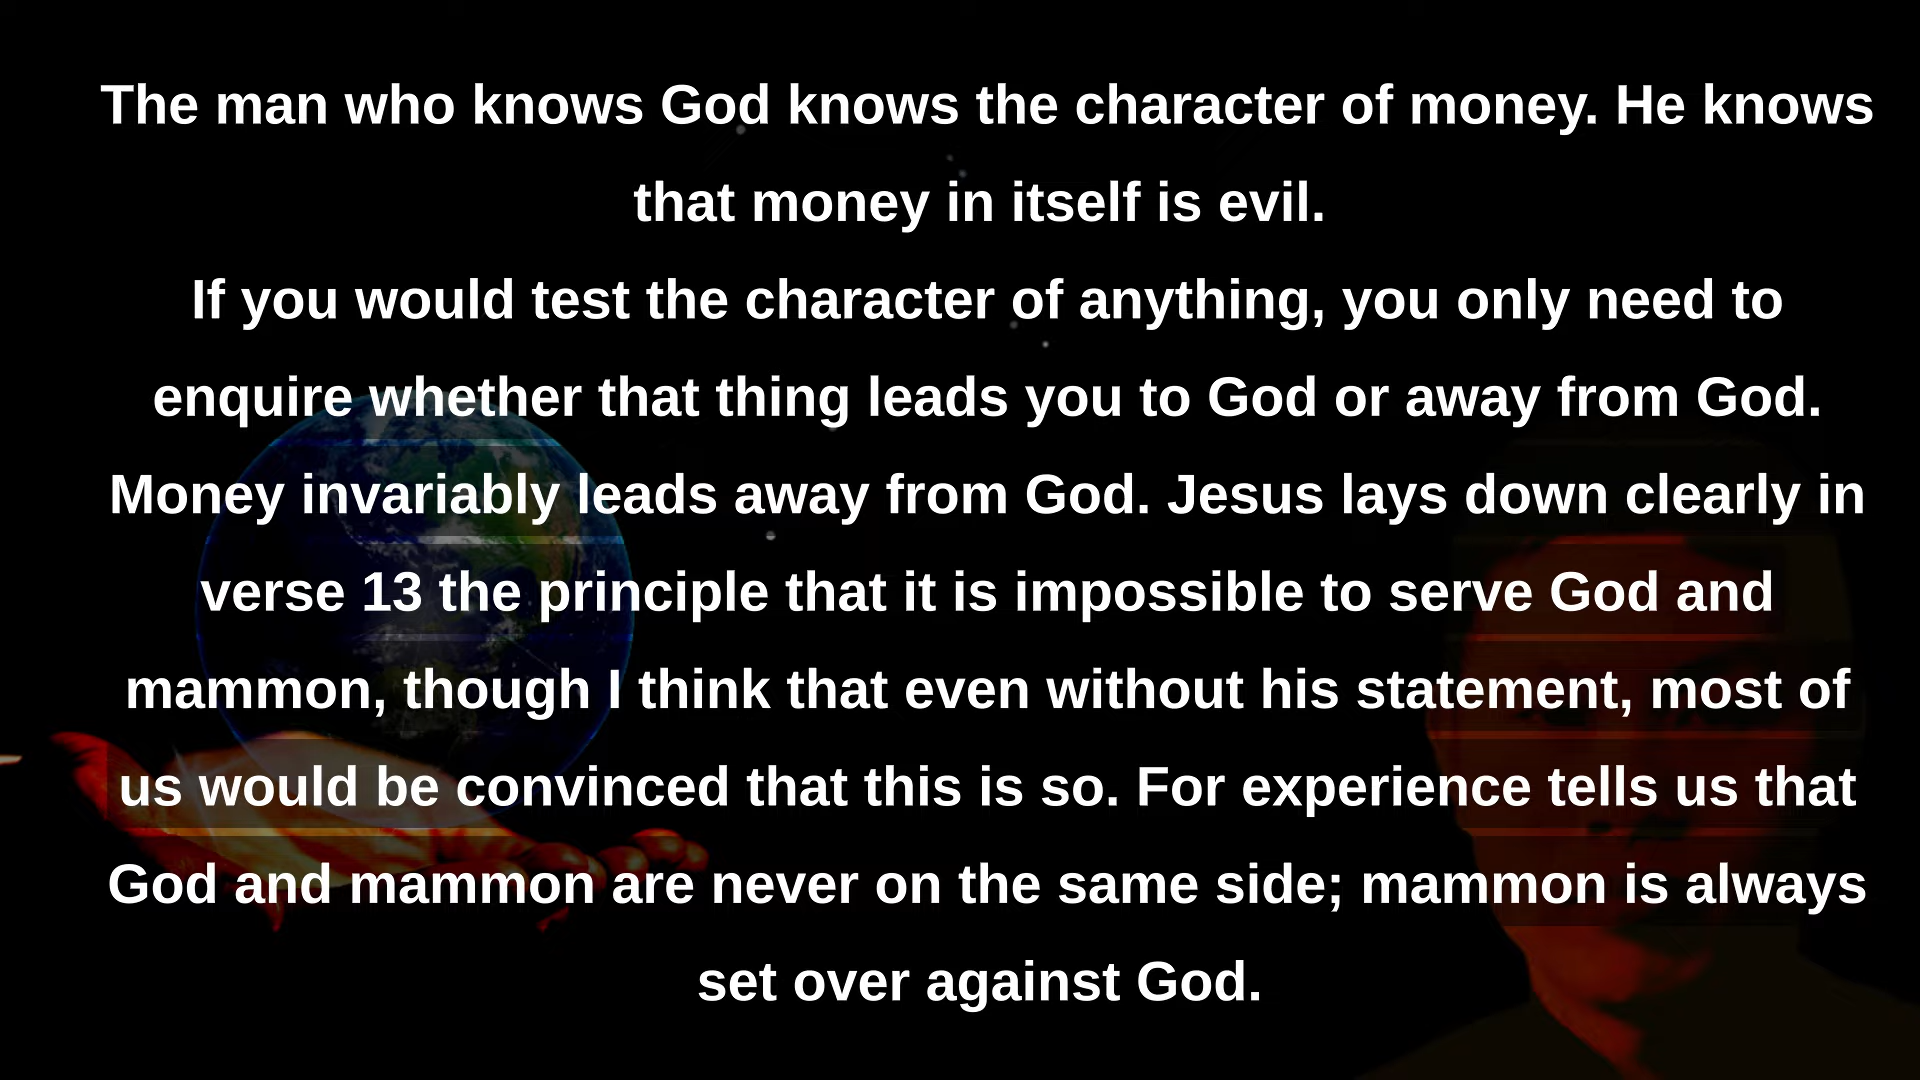 The man who knows God knows the character of money. He knows
that money in itself is evil.
If you would test the character of anything, you only need to
enquire whether that thing leads you to God or away from God.
Money invariably leads away from God. Jesus lays down clearly in
verse 13 the principle that it is impossible to serve God and
mammon, though I think that even without his statement, most of
us would be convinced that this is so. For experience tells us that
God and mammon are never on the same side; mammon is always
set over against God.